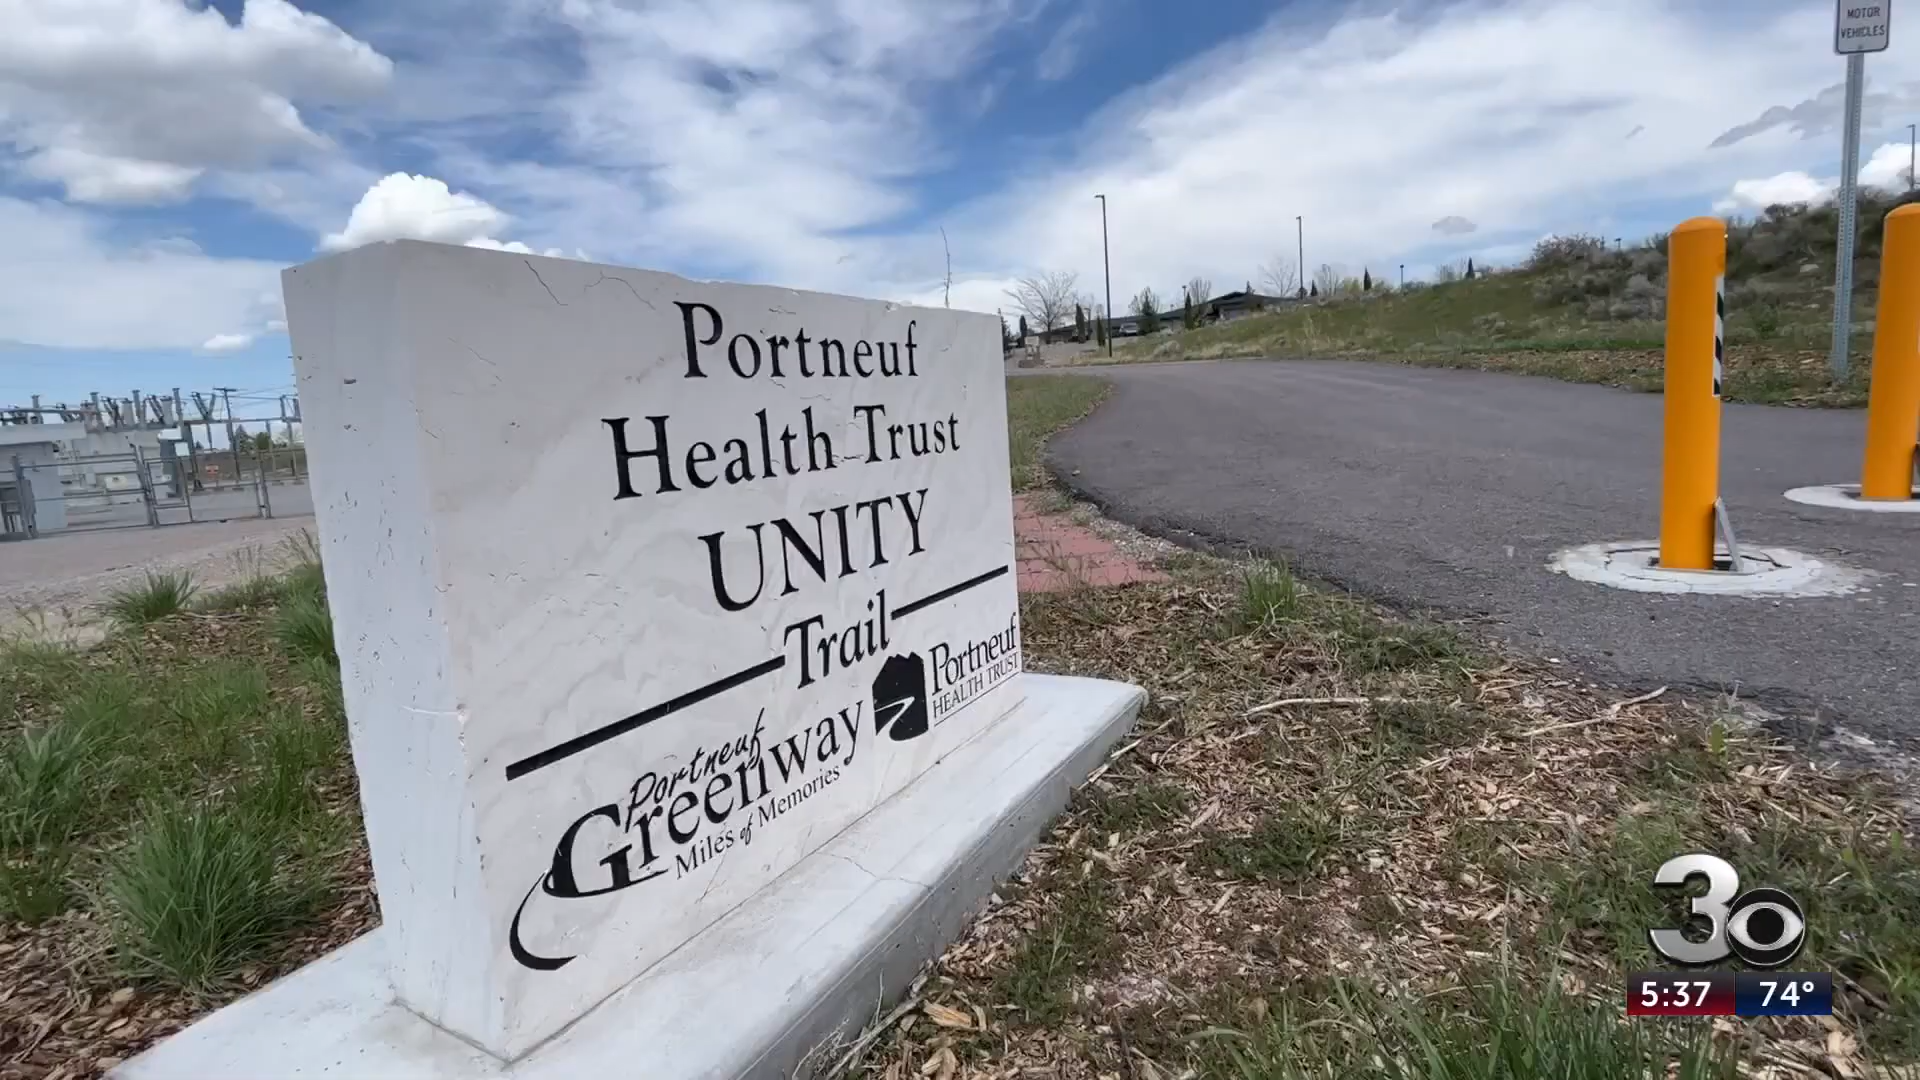 MOTOR
VEHICLES
Portneuf
Health Trust
UNITY
Trail
Portneuf
HEALTH TRUST
Portneuf
Greenway
Miles of Memories
3
5:37 74°